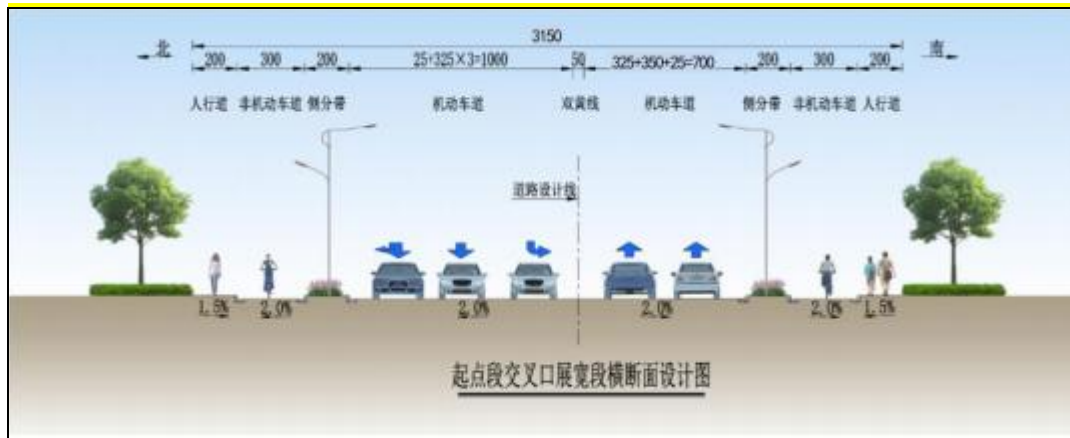 3150
北 南
200 300 200 25+325×3=1000 50 325+350+25=700 200 300 200
人行道 非机动车道 侧分带 机动车道 双黄线 机动车道 侧分带 非机动车道 人行道
道路设计线
1.5% 2.0% 2.0% 2.0% 2.0% 1.5%
起点段交叉口展宽段横断面设计图